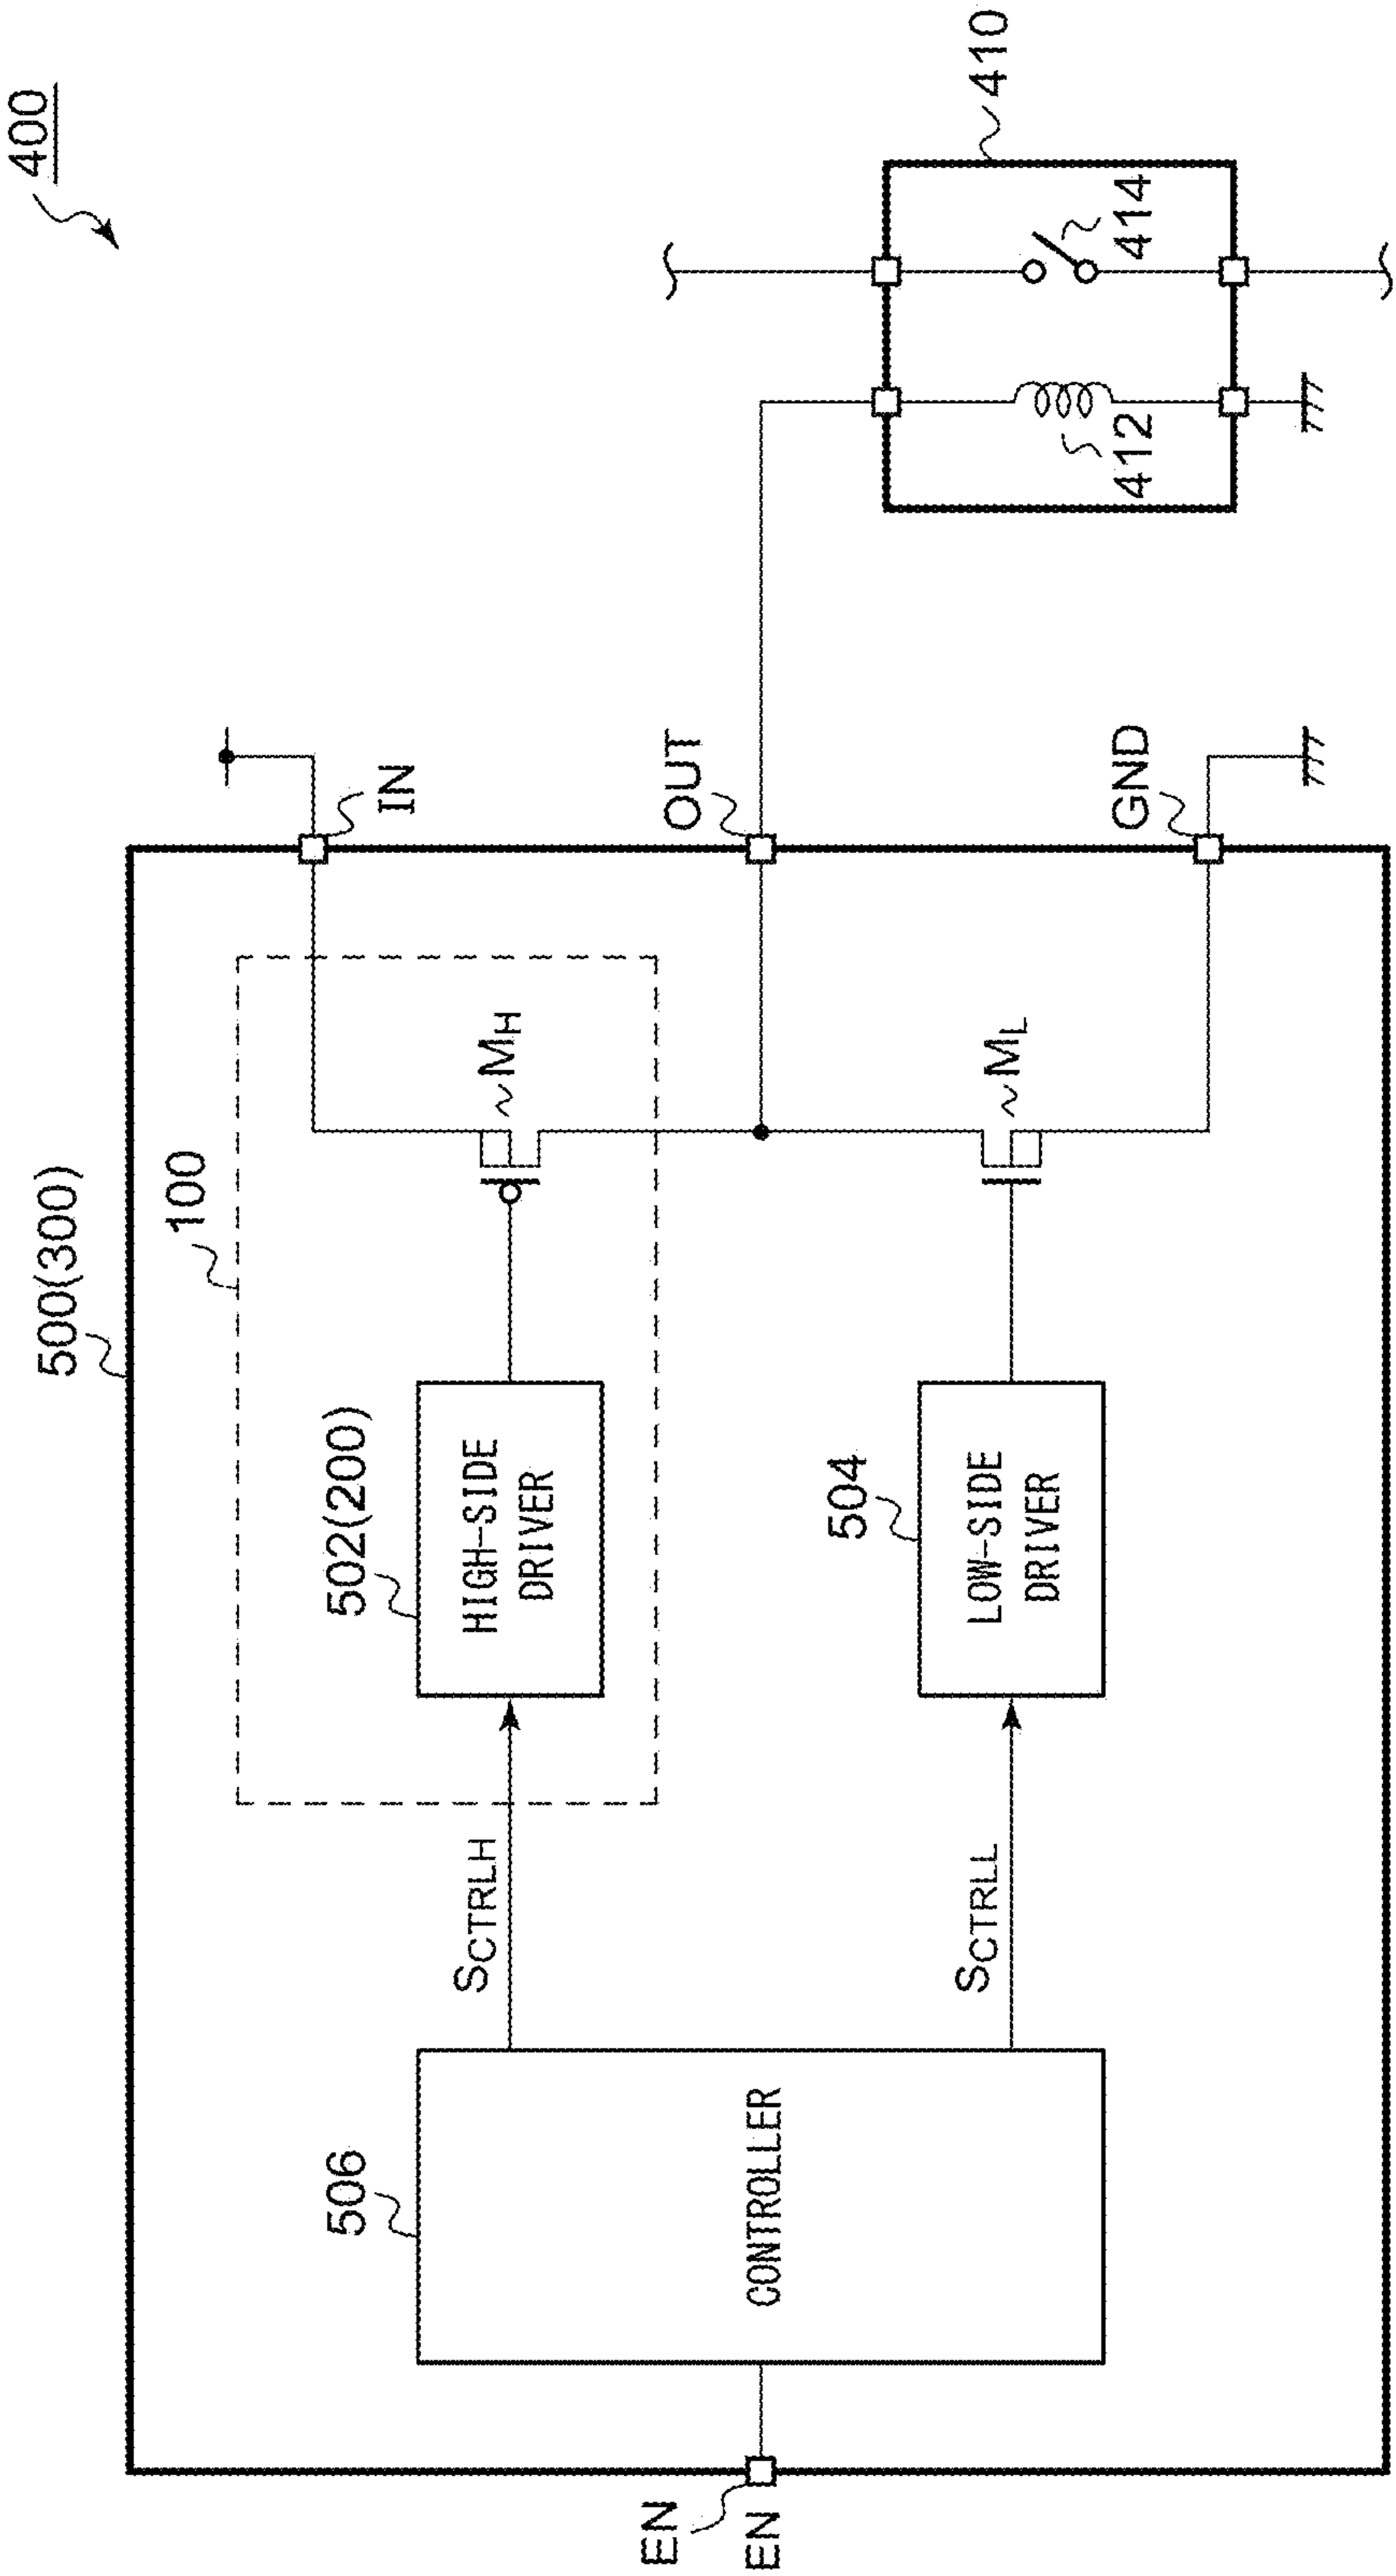 400
500(300)
100
IN
502(200)
HIGH-SIDE
DRIVER
MH
SCTRLH
506
CONTROLLER
EN
EN
OUT
410
412
414
504
LOW-SIDE
DRIVER
ML
SCTRLL
GND